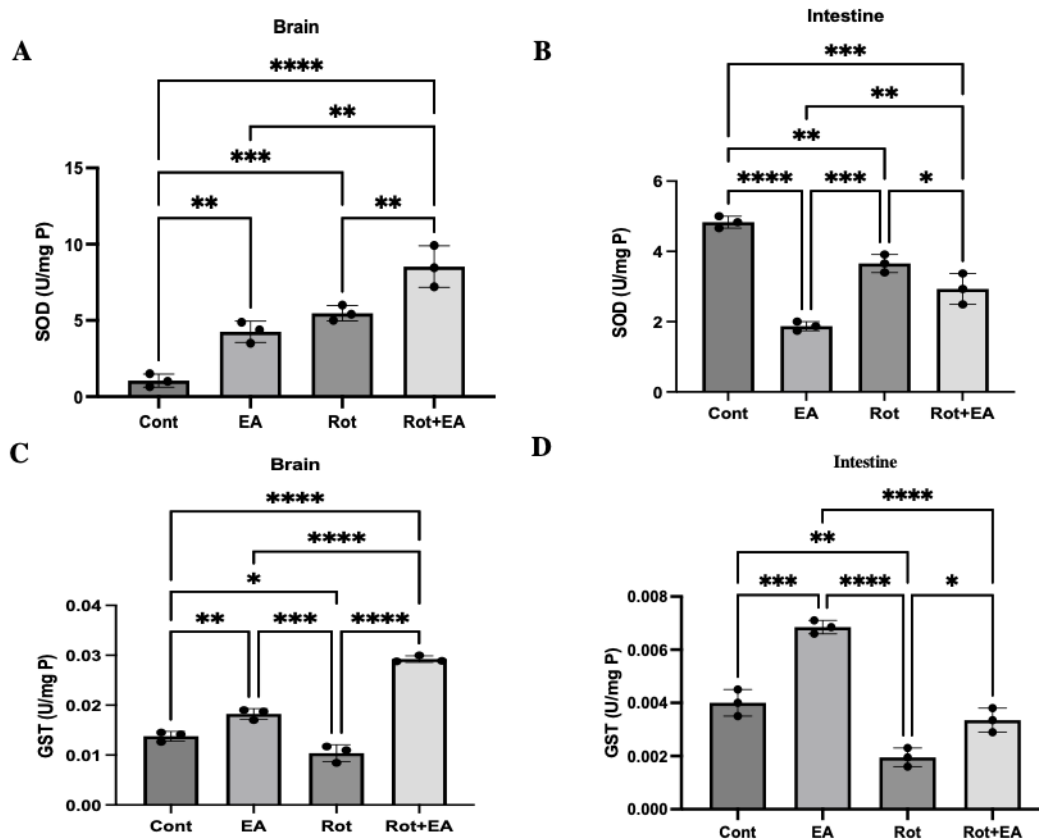 A
Brain
****
**
***
**
**
15
10
5
0
SOD (U/mg P)
Cont EA Rot Rot+EA
B
Intestine
***
**
**
**** *** *
6
4
2
0
SOD (U/mg P)
Cont EA Rot Rot+EA
C
Brain
****
****
*
** *** ****
0.04
0.03
0.02
0.01
0.00
GST (U/mg P)
Cont EA Rot Rot+EA
D
Intestine
****
**
*** **** *
0.008
0.006
0.004
0.002
0.000
GST (U/mg P)
Cont EA Rot Rot+EA